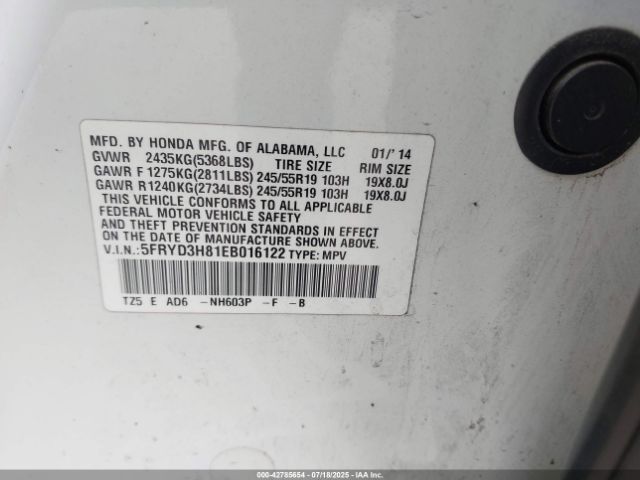 MFD. BY HONDA MFG. OF ALABAMA, LLC 01/' 14
GVWR 2435KG(5368LBS) TIRE SIZE RIM SIZE
GAWR F 1275KG(2811LBS) 245/55R19 103H 19X8.0J
GAWR R 1240KG(2734LBS) 245/55R19 103H 19X8.0J
THIS VEHICLE CONFORMS TO ALL APPLICABLE
FEDERAL MOTOR VEHICLE SAFETY
AND THEFT PREVENTION STANDARDS IN EFFECT
ON THE DATE OF MANUFACTURE SHOWN ABOVE.
V.I.N.:5FRYD3H81EB016122 TYPE: MPV
TZ5 E AD6 -NH603P -F -B
000-42785654 07/18/2025 IAAI.COM